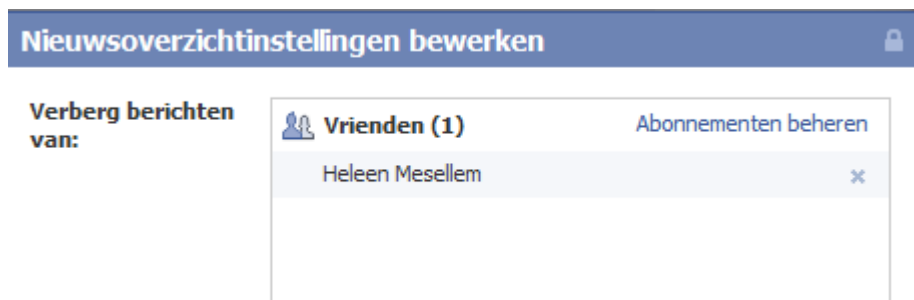 Nieuwsoverzichtinstellingen bewerken
Verberg berichten
van:
Vrienden (1) Abonnementen beheren
Heleen Mesellem